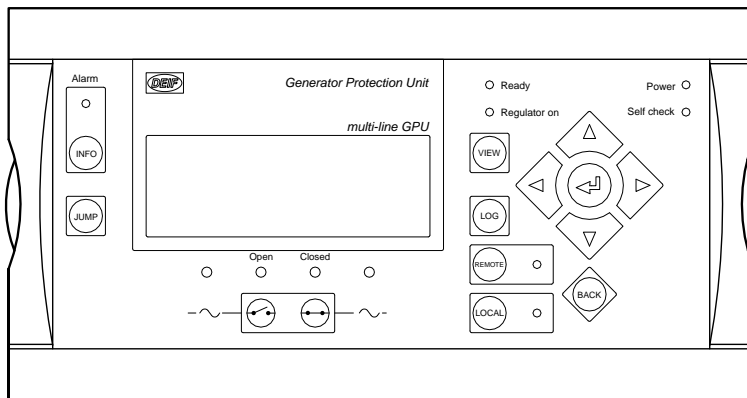 Alarm
INFO
JUMP
DEIF
Generator Protection Unit
multi-line GPU
Open
Closed
Ready
Regulator on
Power
Self check
VIEW
LOG
REMOTE
LOCAL
BACK